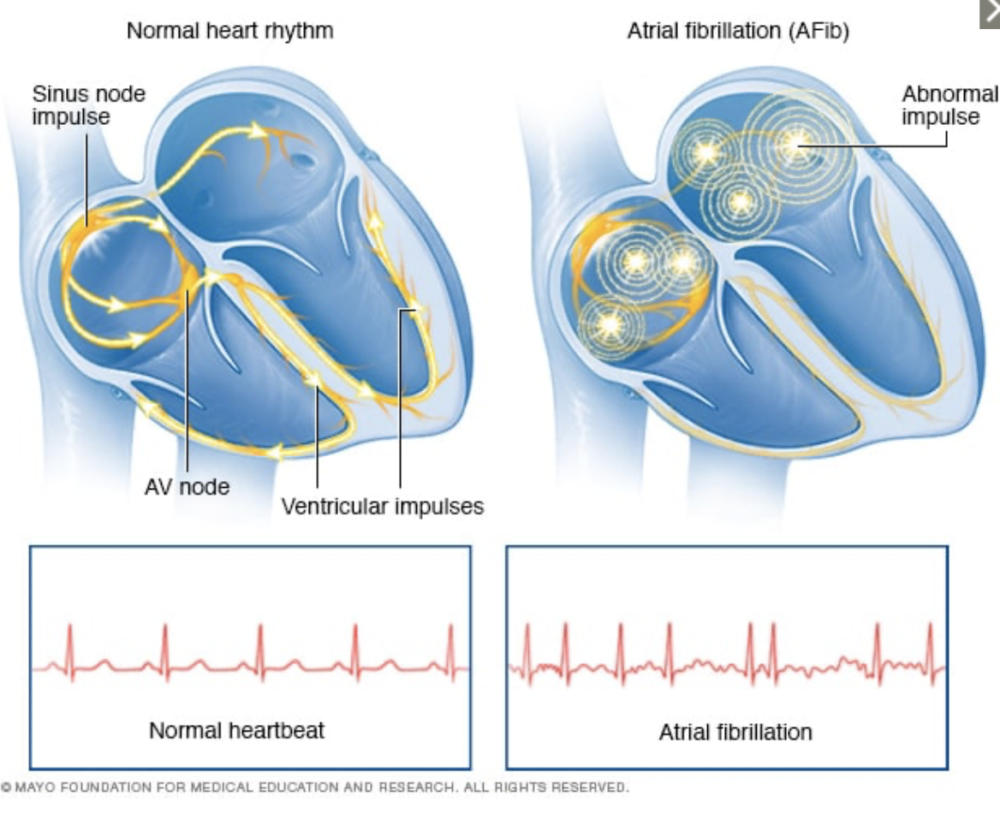 Normal heart rhythm
Atrial fibrillation (AFib)
Sinus node
impulse
Abnormal
impulse
AV node
Ventricular impulses
Normal heartbeat
Atrial fibrillation
© MAYO FOUNDATION FOR MEDICAL EDUCATION AND RESEARCH. ALL RIGHTS RESERVED.